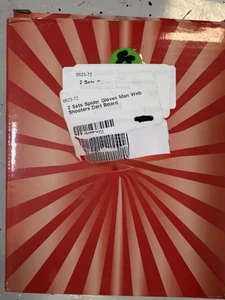 0623-72
2 Sets
0623-72
2 Sets Spider Gloves Man Web
Shooters Dart Board